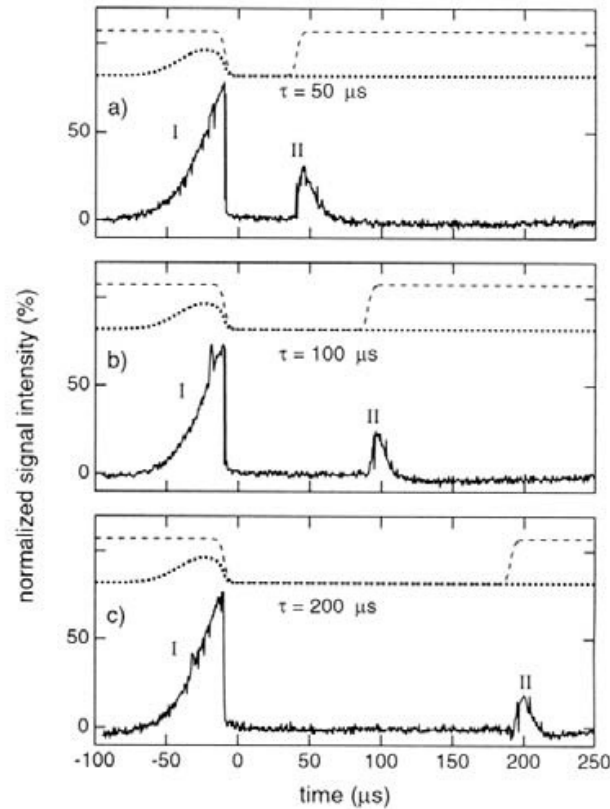 a)
I
II
τ = 50 μs
50
0
b)
I
II
τ = 100 μs
50
0
c)
I
II
τ = 200 μs
50
0
-100 -50 0 50 100 150 200 250
time (μs)
normalized signal intensity (%)